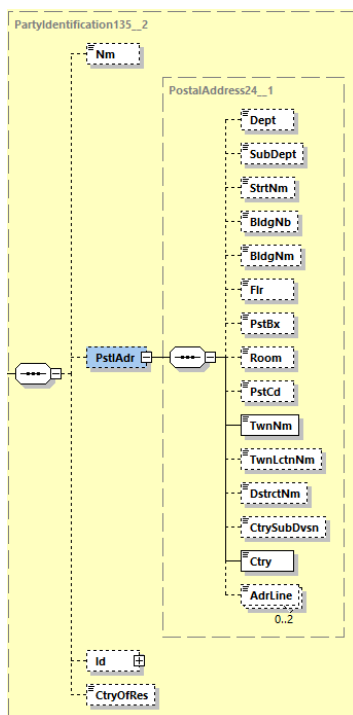 PartyIdentification135__2
Nm
PostalAddress24__1
Dept
SubDept
StrtNm
BldgNb
BldgNm
Flr
PstBx
PstlAdr
Room
PstCd
TwnNm
TwnLctnNm
DstrctNm
CtrySubDvsn
Ctry
AdrLine
0..2
Id
CtryOfRes